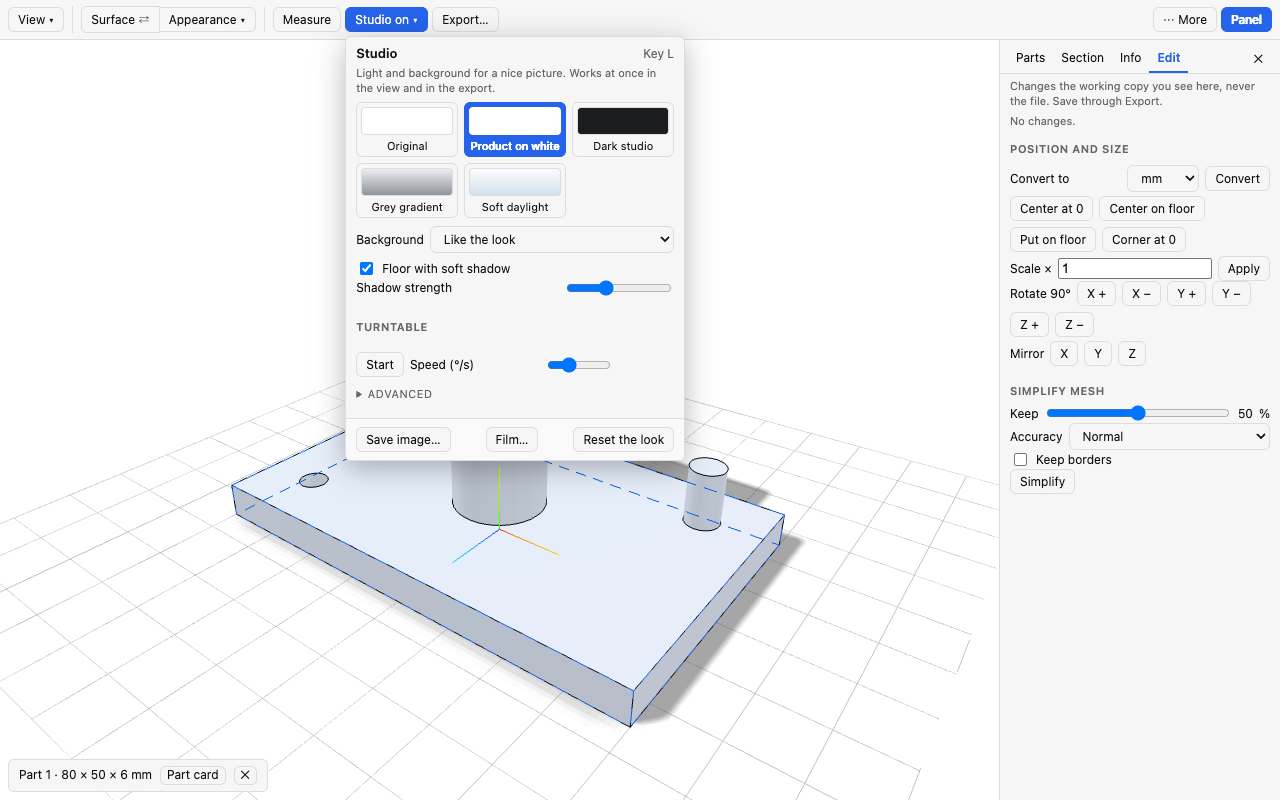 View ▾
Surface ⇄ Appearance ▾
Measure
Studio on ▾
Export...
··· More
Panel
Studio Key L
Light and background for a nice picture. Works at once in
the view and in the export.
Original
Product on white
Dark studio
Grey gradient
Soft daylight
Background Like the look
Floor with soft shadow
Shadow strength
TURNTABLE
Start Speed (°/s)
▸ ADVANCED
Save image...
Film...
Reset the look
Parts Section Info Edit ×
Changes the working copy you see here, never
the file. Save through Export.
No changes.
POSITION AND SIZE
Convert to mm Convert
Center at 0 Center on floor
Put on floor Corner at 0
Scale × 1 Apply
Rotate 90° X + X − Y + Y −
Z + Z −
Mirror X Y Z
SIMPLIFY MESH
Keep 50 %
Accuracy Normal
Keep borders
Simplify
Part 1 · 80 × 50 × 6 mm Part card ×